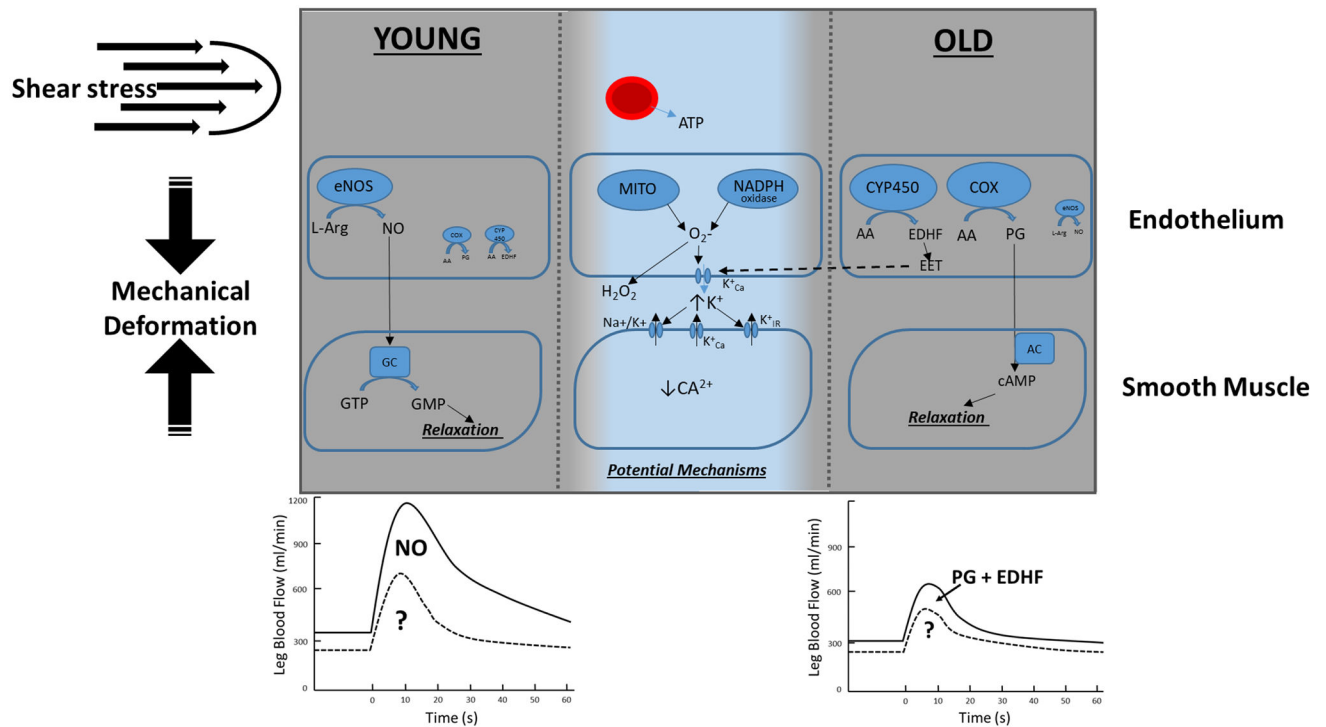 YOUNG
OLD
Shear stress
ATP
eNOS
L-Arg
NO
COX
AA
PG
CYP
450
AA
EDHF
MITO
NADPH
oxidase
O₂⁻
H₂O₂
K⁺Ca
↑ K⁺
Na+/K+
K⁺Ca
K⁺IR
↓CA²⁺
Potential Mechanisms
CYP450
AA
EDHF
EET
COX
AA
PG
eNOS
L-Arg
NO
Endothelium
Mechanical
Deformation
GC
GTP
GMP
Relaxation
AC
cAMP
Relaxation
Smooth Muscle
Leg Blood Flow (ml/min)
1200
900
600
300
0
NO
?
0 10 20 30 40 50 60
Time (s)
Leg Blood Flow (ml/min)
900
600
300
0
PG + EDHF
?
0 10 20 30 40 50 60
Time (s)